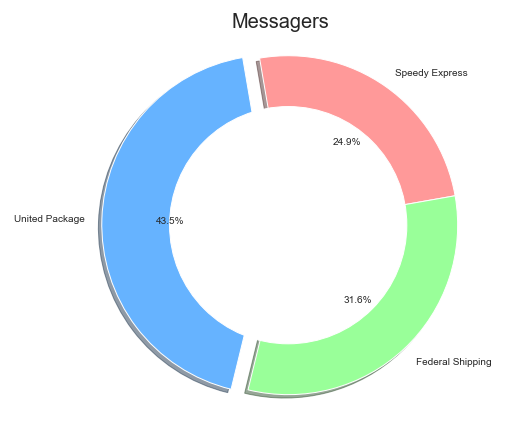 Messagers
Speedy Express
24.9%
United Package
43.5%
31.6%
Federal Shipping